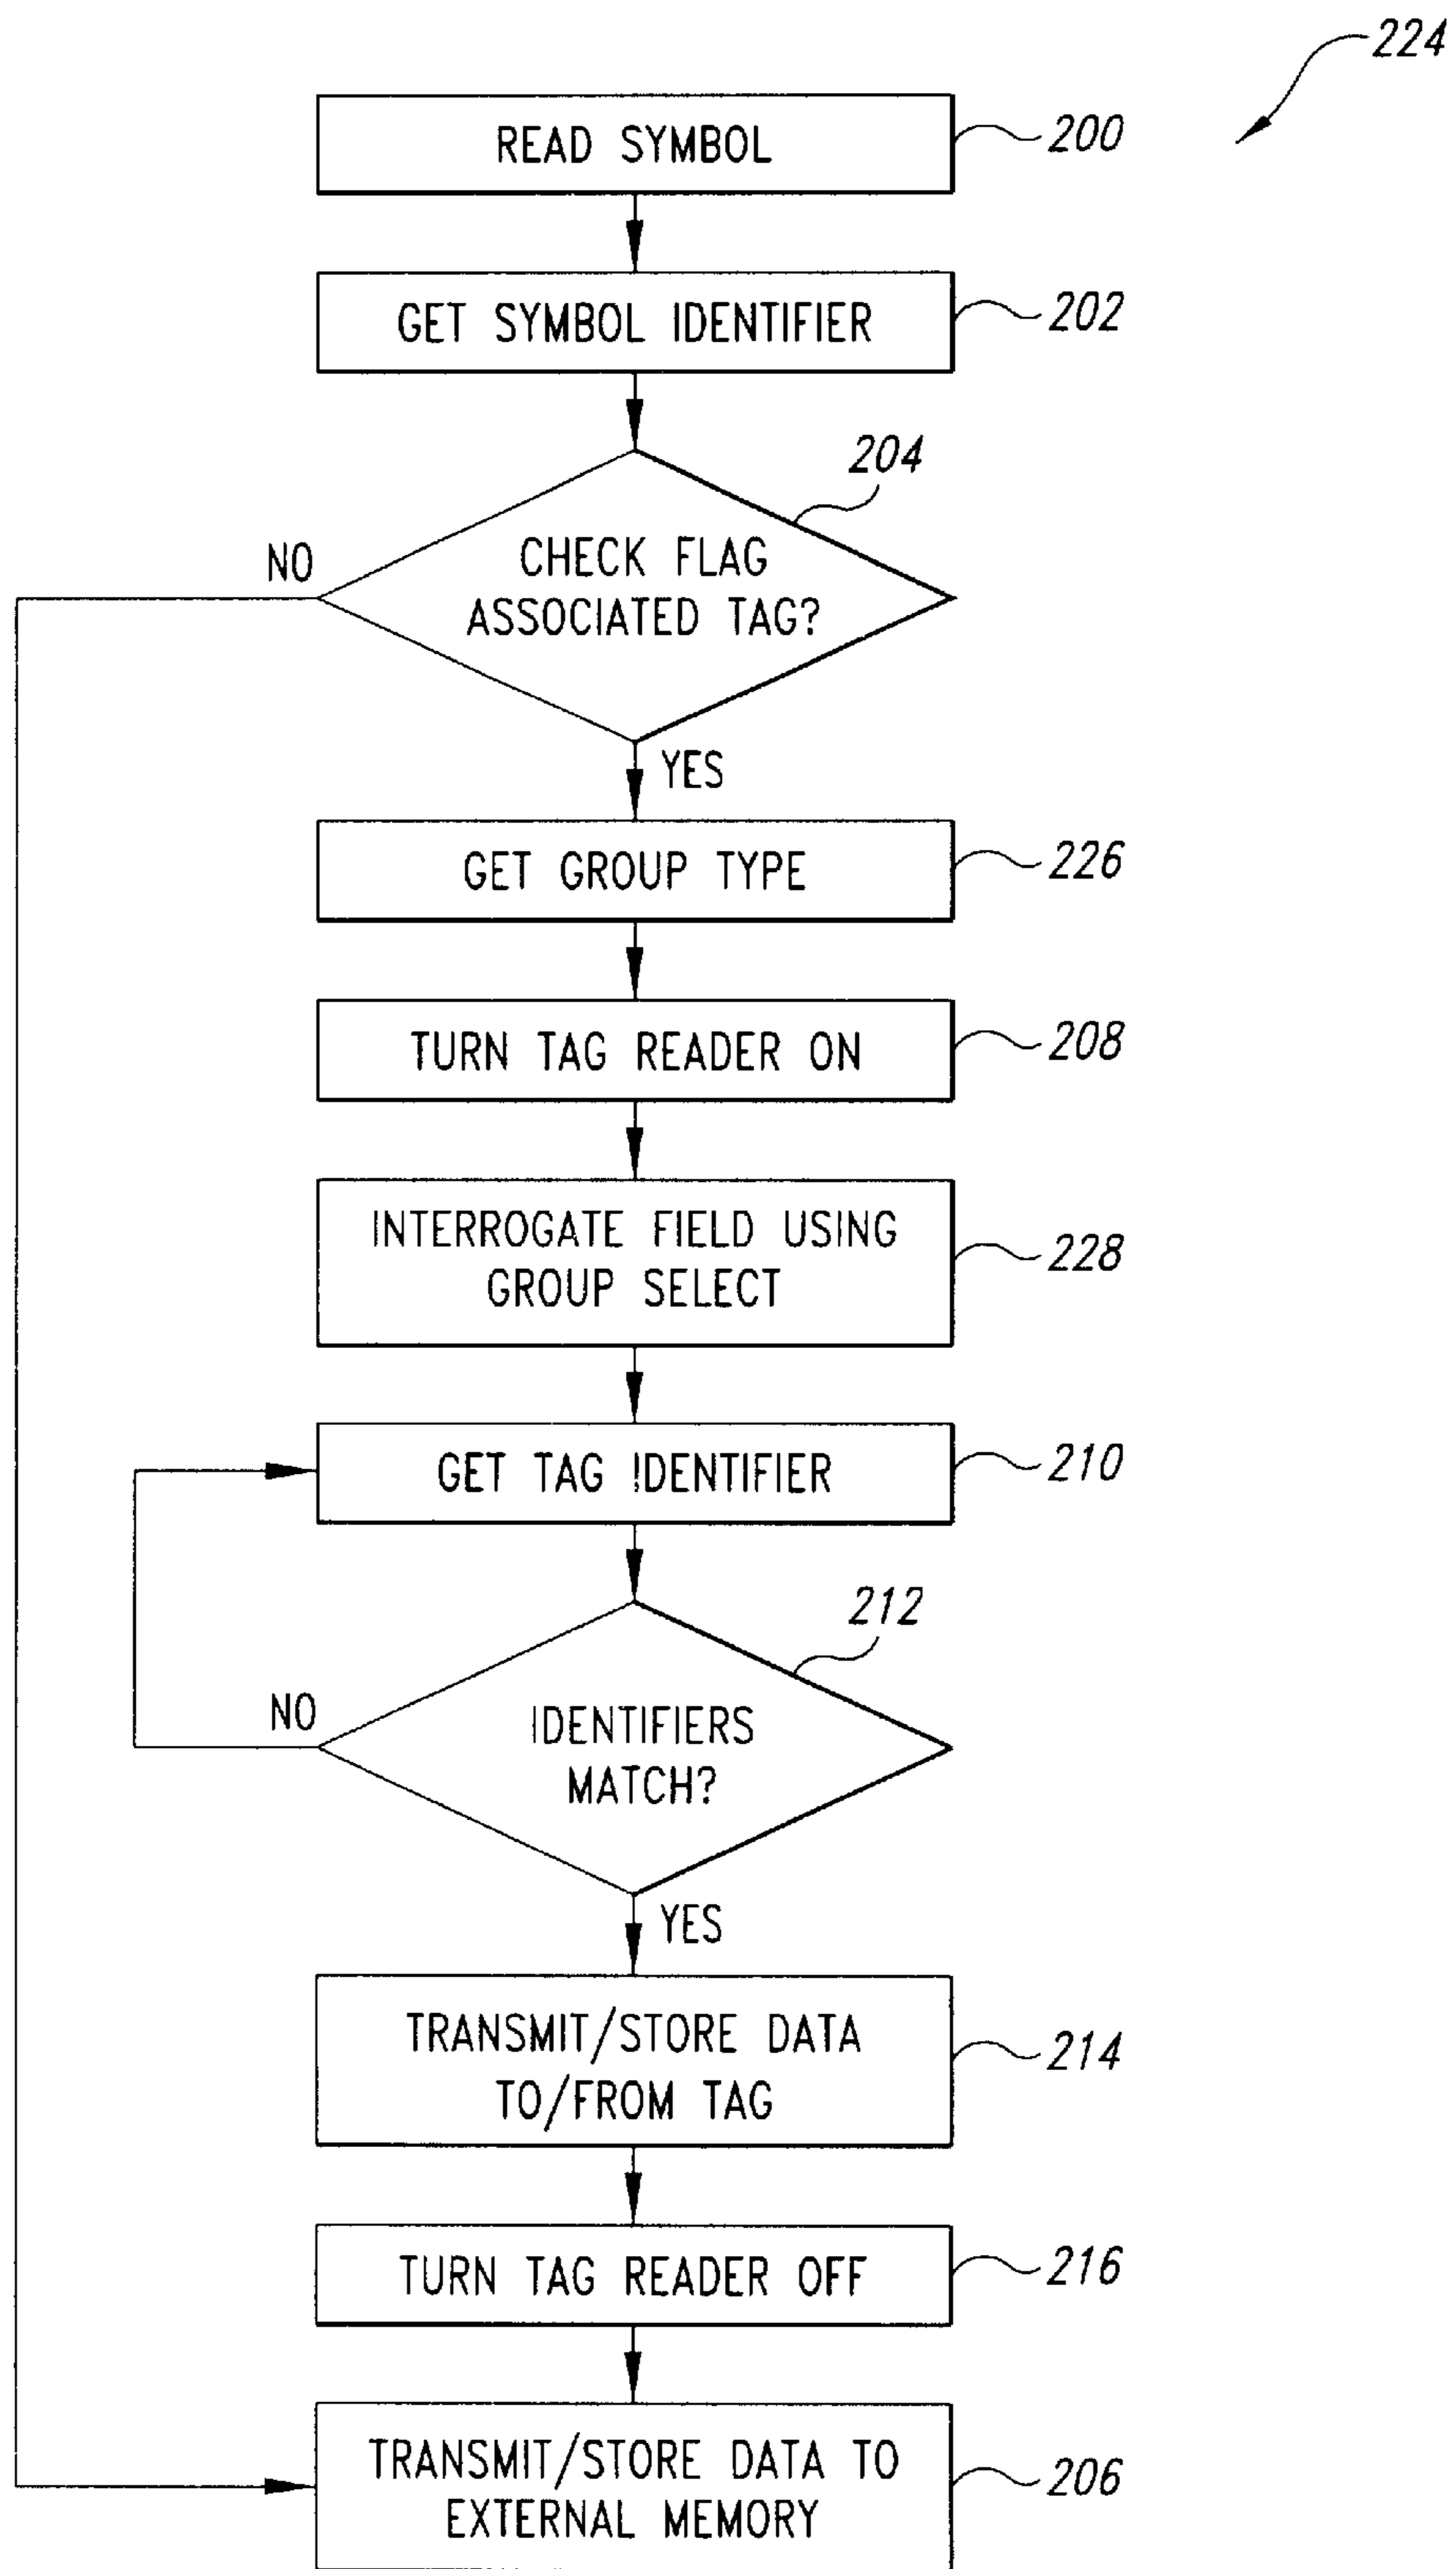 224
READ SYMBOL
200
GET SYMBOL IDENTIFIER
202
204
CHECK FLAG
ASSOCIATED TAG?
NO
YES
GET GROUP TYPE
226
TURN TAG READER ON
208
INTERROGATE FIELD USING
GROUP SELECT
228
GET TAG IDENTIFIER
210
212
IDENTIFIERS
MATCH?
NO
YES
TRANSMIT/STORE DATA
TO/FROM TAG
214
TURN TAG READER OFF
216
TRANSMIT/STORE DATA TO
EXTERNAL MEMORY
206